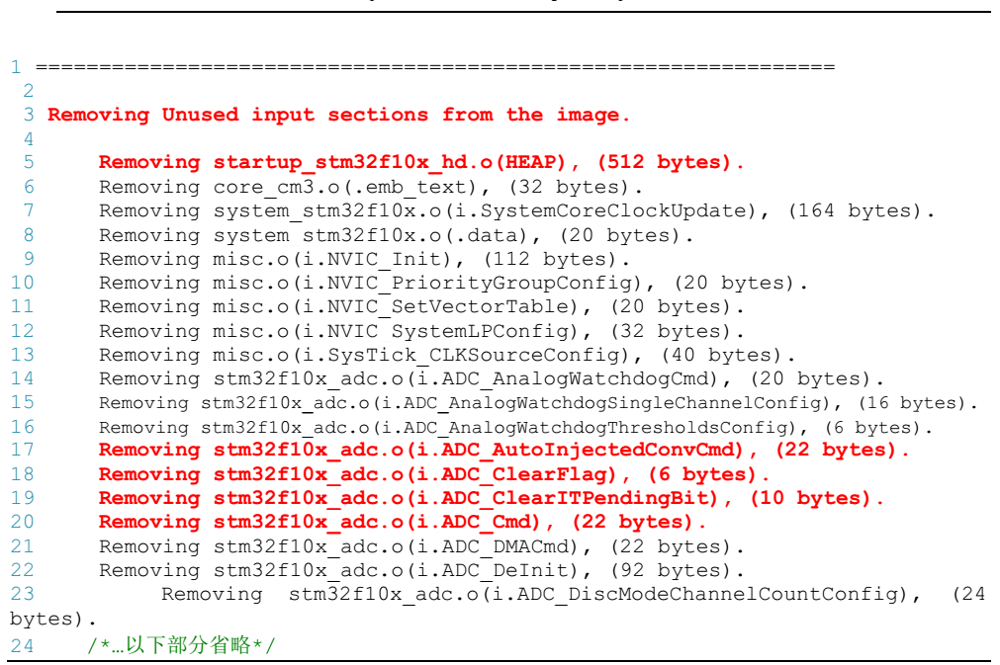 1 ===============================================================
2
3 Removing Unused input sections from the image.
4
5 Removing startup_stm32f10x_hd.o(HEAP), (512 bytes).
6 Removing core_cm3.o(.emb_text), (32 bytes).
7 Removing system_stm32f10x.o(i.SystemCoreClockUpdate), (164 bytes).
8 Removing system_stm32f10x.o(.data), (20 bytes).
9 Removing misc.o(i.NVIC_Init), (112 bytes).
10 Removing misc.o(i.NVIC_PriorityGroupConfig), (20 bytes).
11 Removing misc.o(i.NVIC_SetVectorTable), (20 bytes).
12 Removing misc.o(i.NVIC_SystemLPConfig), (32 bytes).
13 Removing misc.o(i.SysTick_CLKSourceConfig), (40 bytes).
14 Removing stm32f10x_adc.o(i.ADC_AnalogWatchdogCmd), (20 bytes).
15 Removing stm32f10x_adc.o(i.ADC_AnalogWatchdogSingleChannelConfig), (16 bytes).
16 Removing stm32f10x_adc.o(i.ADC_AnalogWatchdogThresholdsConfig), (6 bytes).
17 Removing stm32f10x_adc.o(i.ADC_AutoInjectedConvCmd), (22 bytes).
18 Removing stm32f10x_adc.o(i.ADC_ClearFlag), (6 bytes).
19 Removing stm32f10x_adc.o(i.ADC_ClearITPendingBit), (10 bytes).
20 Removing stm32f10x_adc.o(i.ADC_Cmd), (22 bytes).
21 Removing stm32f10x_adc.o(i.ADC_DMACmd), (22 bytes).
22 Removing stm32f10x_adc.o(i.ADC_DeInit), (92 bytes).
23 Removing stm32f10x_adc.o(i.ADC_DiscModeChannelCountConfig), (24
bytes).
24 /*…以下部分省略*/